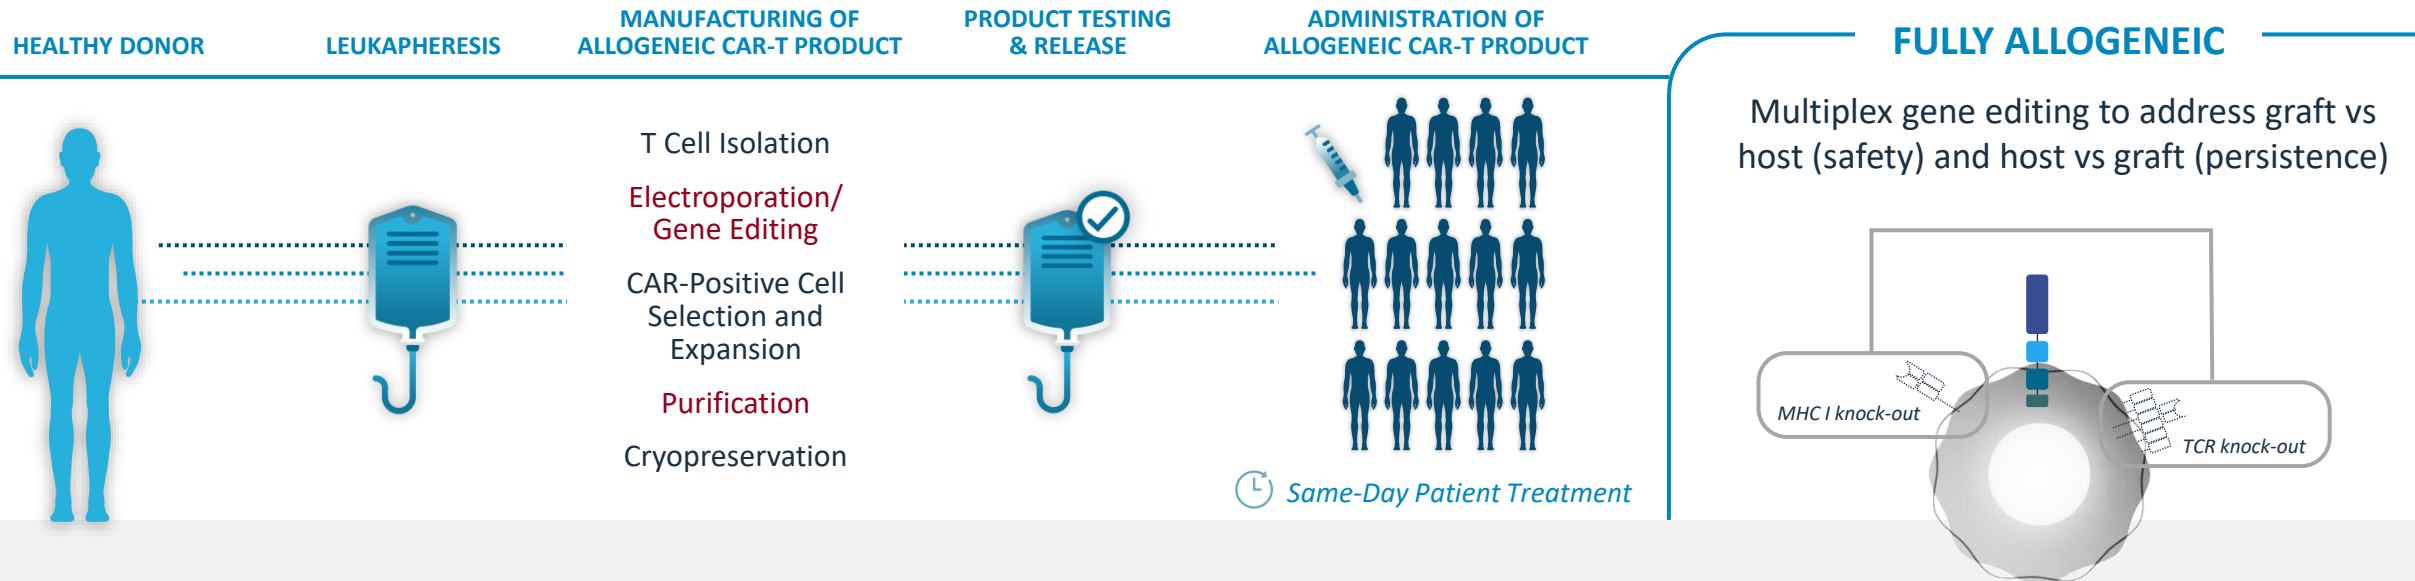 HEALTHY DONOR
LEUKAPHERESIS
MANUFACTURING OF
ALLOGENEIC CAR-T PRODUCT
PRODUCT TESTING
& RELEASE
ADMINISTRATION OF
ALLOGENEIC CAR-T PRODUCT
T Cell Isolation
Electroporation/
Gene Editing
CAR-Positive Cell
Selection and
Expansion
Purification
Cryopreservation
Same-Day Patient Treatment
FULLY ALLOGENEIC
Multiplex gene editing to address graft vs
host (safety) and host vs graft (persistence)
MHC I knock-out
TCR knock-out